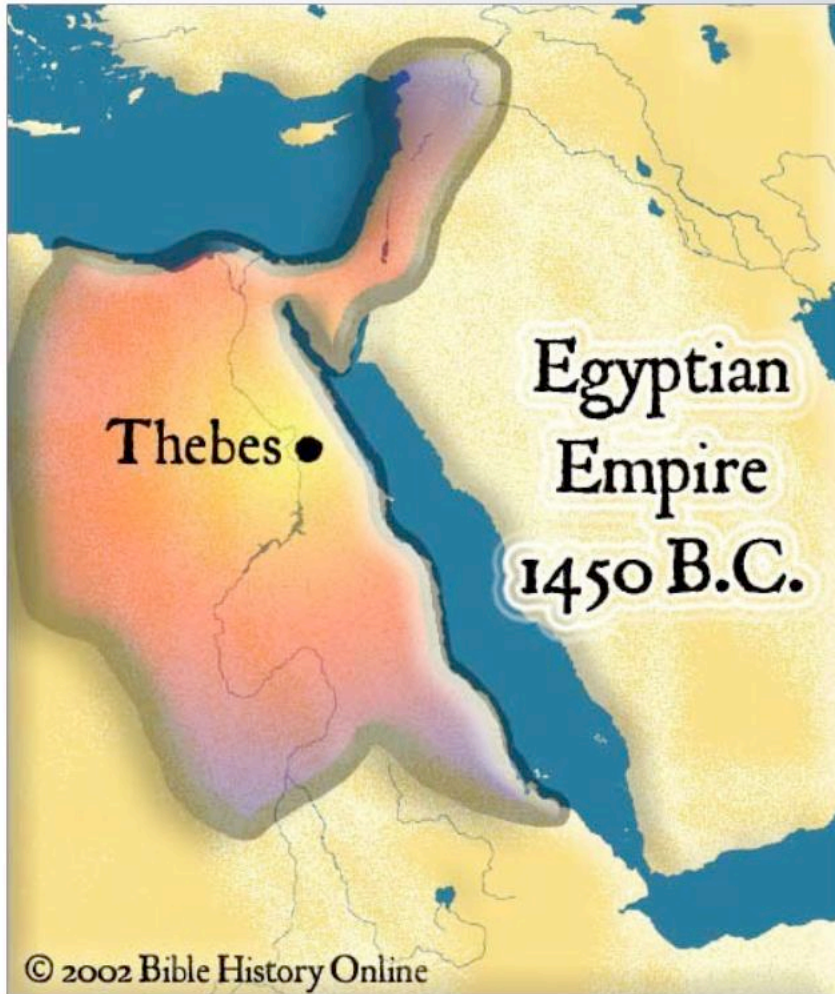 Egyptian
Empire
1450 B.C.
Thebes
© 2002 Bible History Online